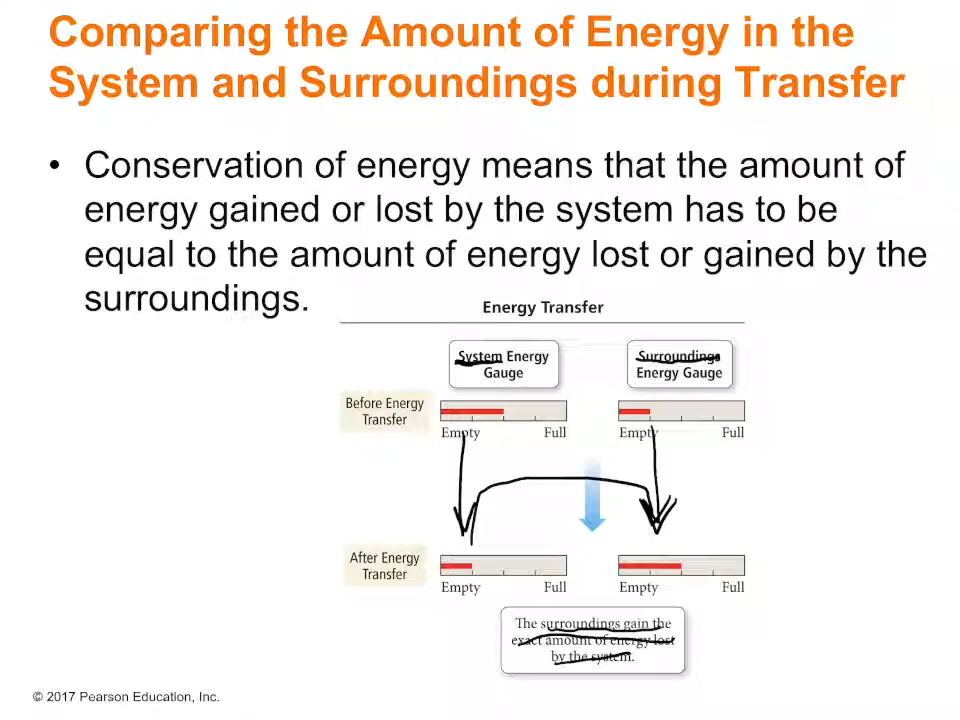 Comparing the Amount of Energy in the
System and Surroundings during Transfer
• Conservation of energy means that the amount of
energy gained or lost by the system has to be
equal to the amount of energy lost or gained by the
surroundings.
Energy Transfer
System Energy
Gauge
Surroundings
Energy Gauge
Before Energy
Transfer
Empty Full
Empty Full
After Energy
Transfer
Empty Full
Empty Full
The surroundings gain the
exact amount of energy lost
by the system.
© 2017 Pearson Education, Inc.